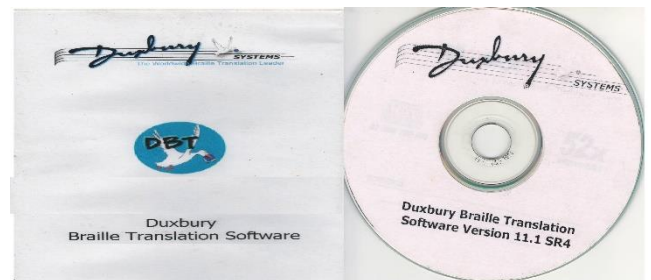 Duxbury
SYSTEMS
The Worldwide Braille Translation Leader
DBT
Duxbury
Braille Translation Software
Duxbury
SYSTEMS
52x
Duxbury Braille Translation
Software Version 11.1 SR4